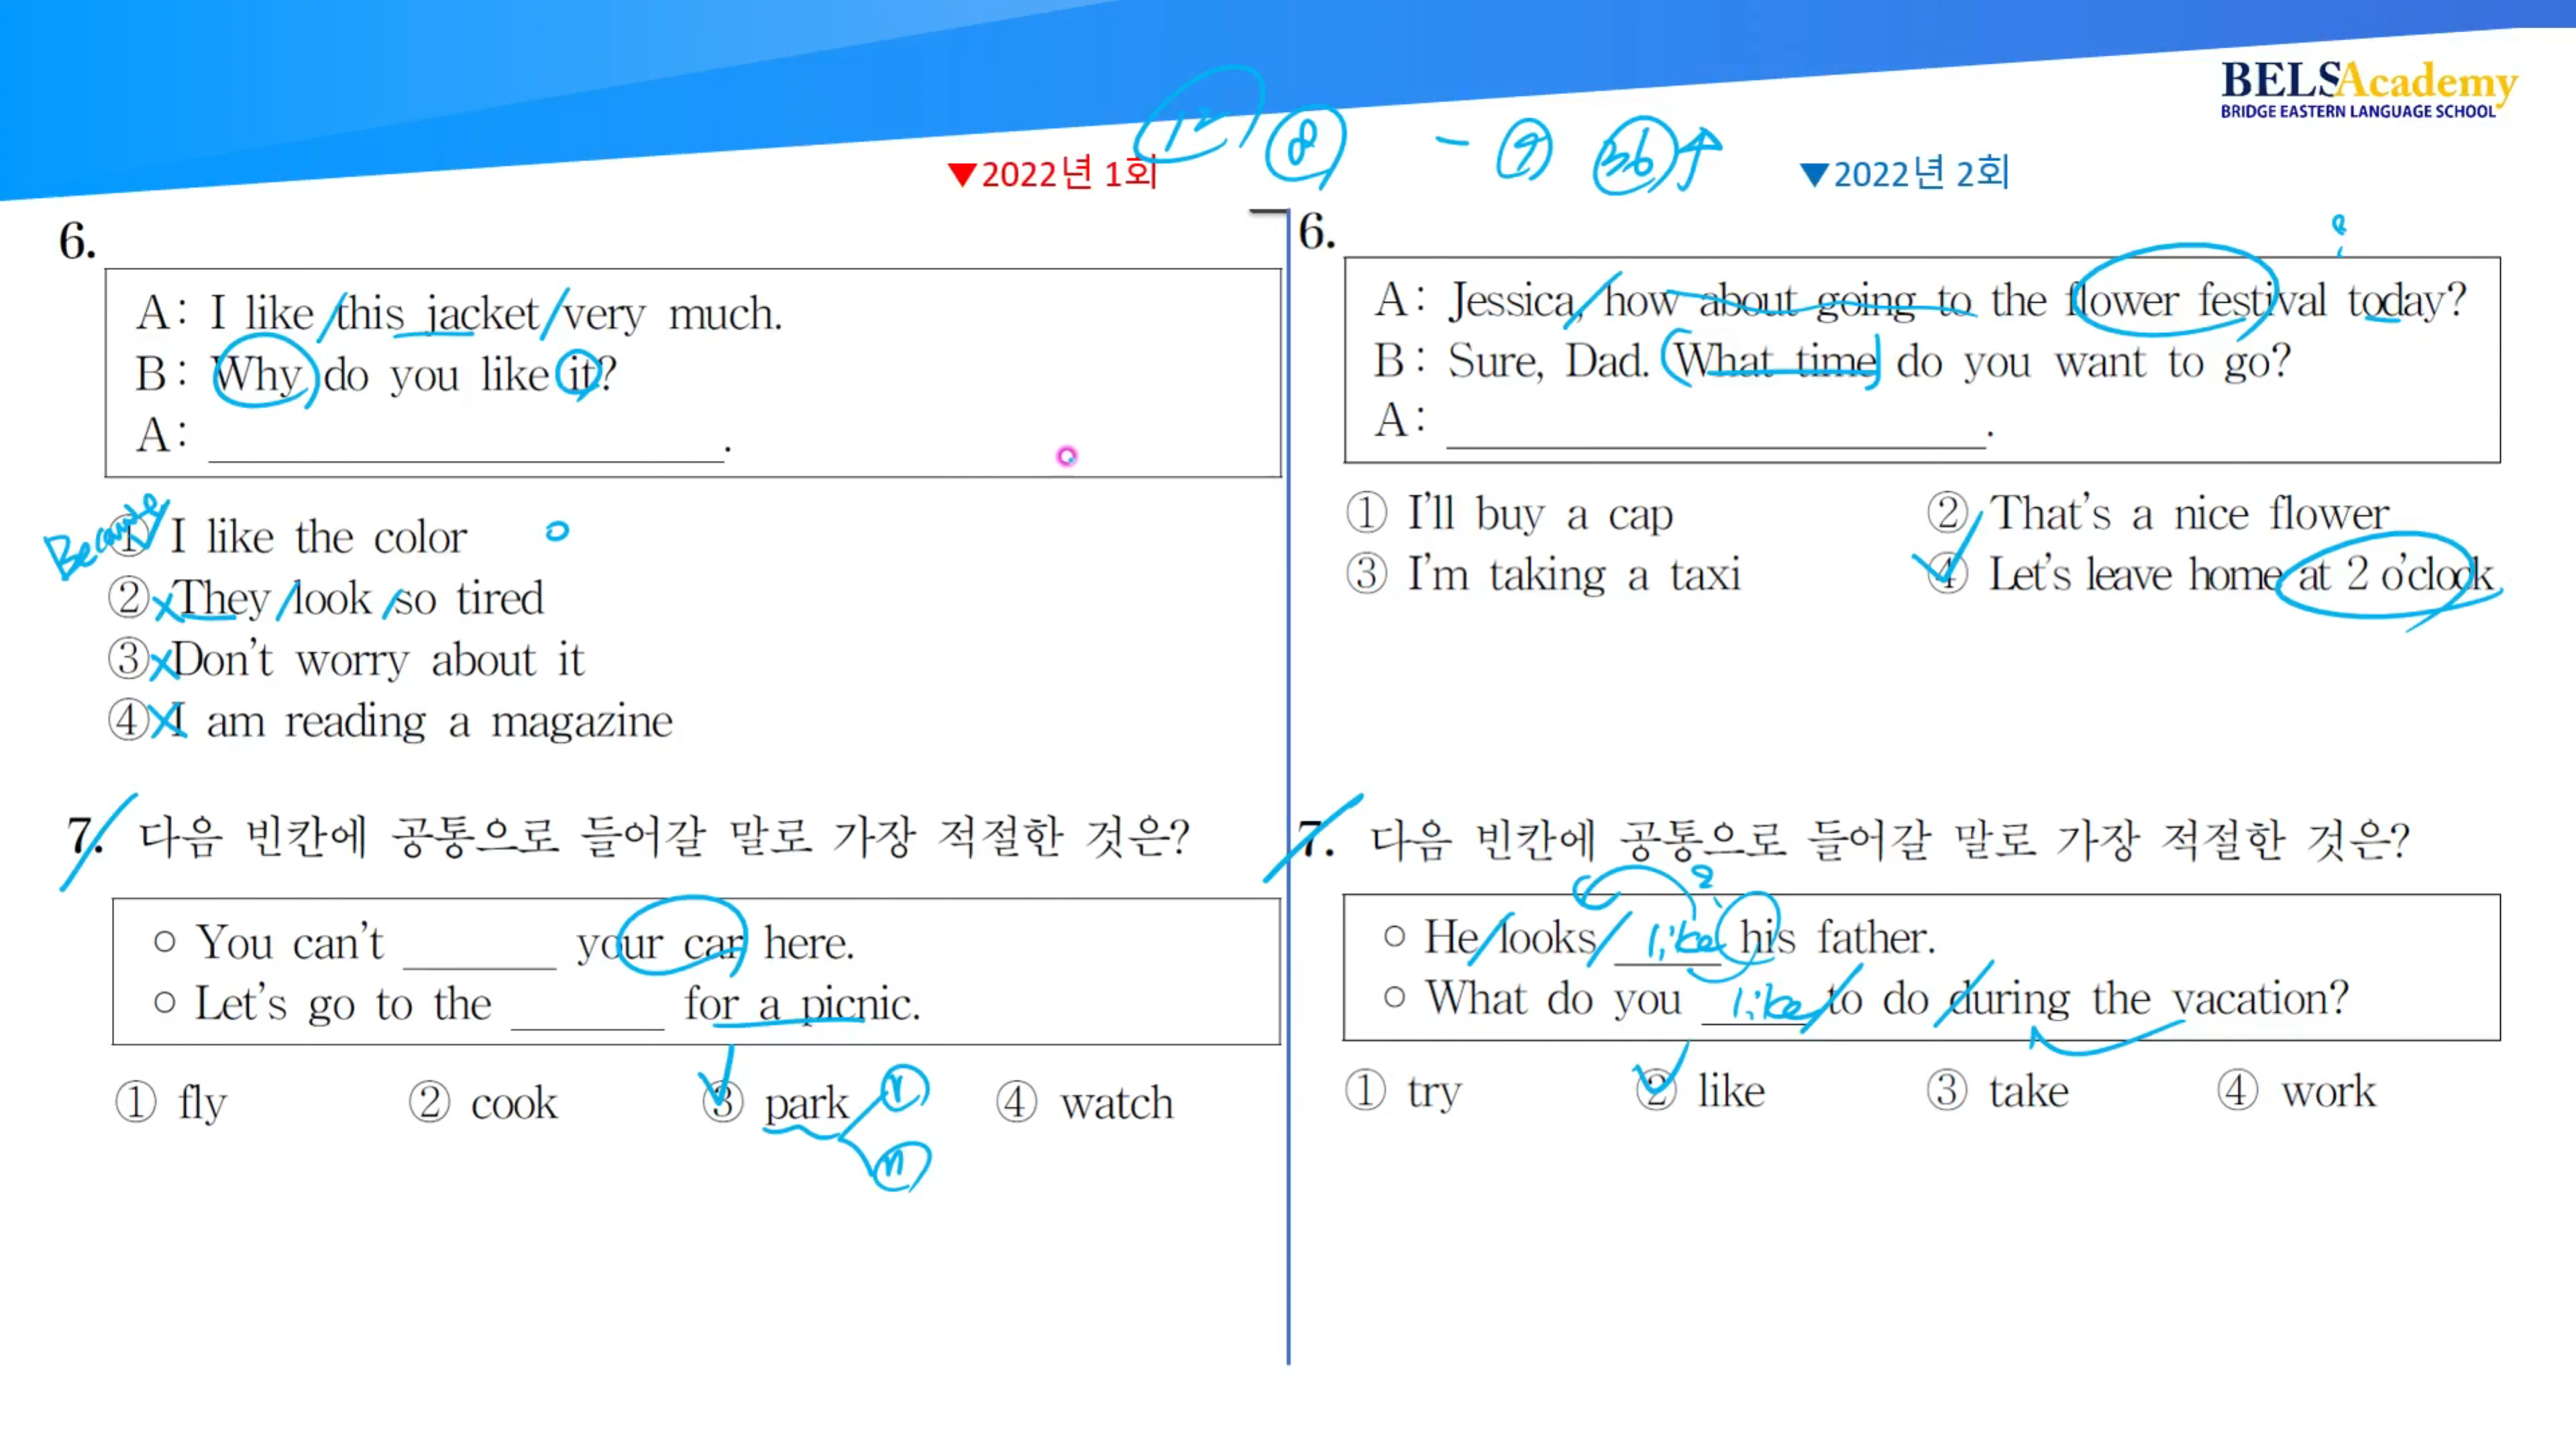 BELSAcademy
BRIDGE EASTERN LANGUAGE SCHOOL
12 8 - 9 36↑
▼2022년 1회
6.
A: I like this jacket very much.
B: Why do you like it?
A: ______.
Because
① I like the color
② They look so tired
③ Don't worry about it
④ I am reading a magazine
7. 다음 빈칸에 공통으로 들어갈 말로 가장 적절한 것은?
○ You can't ______ your car here.
○ Let's go to the ______ for a picnic.
① fly ② cook ③ park ④ watch
v
n
▼2022년 2회
6.
A: Jessica, how about going to the flower festival today?
B: Sure, Dad. What time do you want to go?
A: ______.
① I'll buy a cap ② That's a nice flower
③ I'm taking a taxi ④ Let's leave home at 2 o'clock
7. 다음 빈칸에 공통으로 들어갈 말로 가장 적절한 것은?
○ He looks like his father.
○ What do you like to do during the vacation?
① try ② like ③ take ④ work